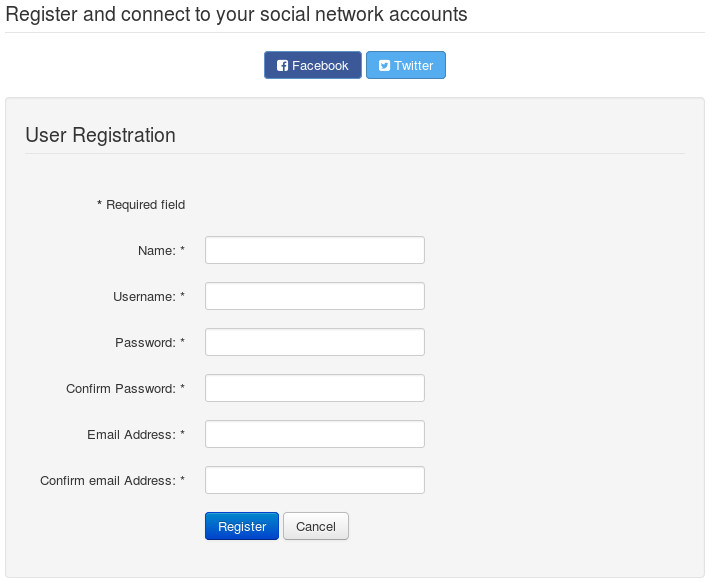 Register and connect to your social network accounts
Facebook Twitter
User Registration
* Required field
Name: *
Username: *
Password: *
Confirm Password: *
Email Address: *
Confirm email Address: *
Register Cancel